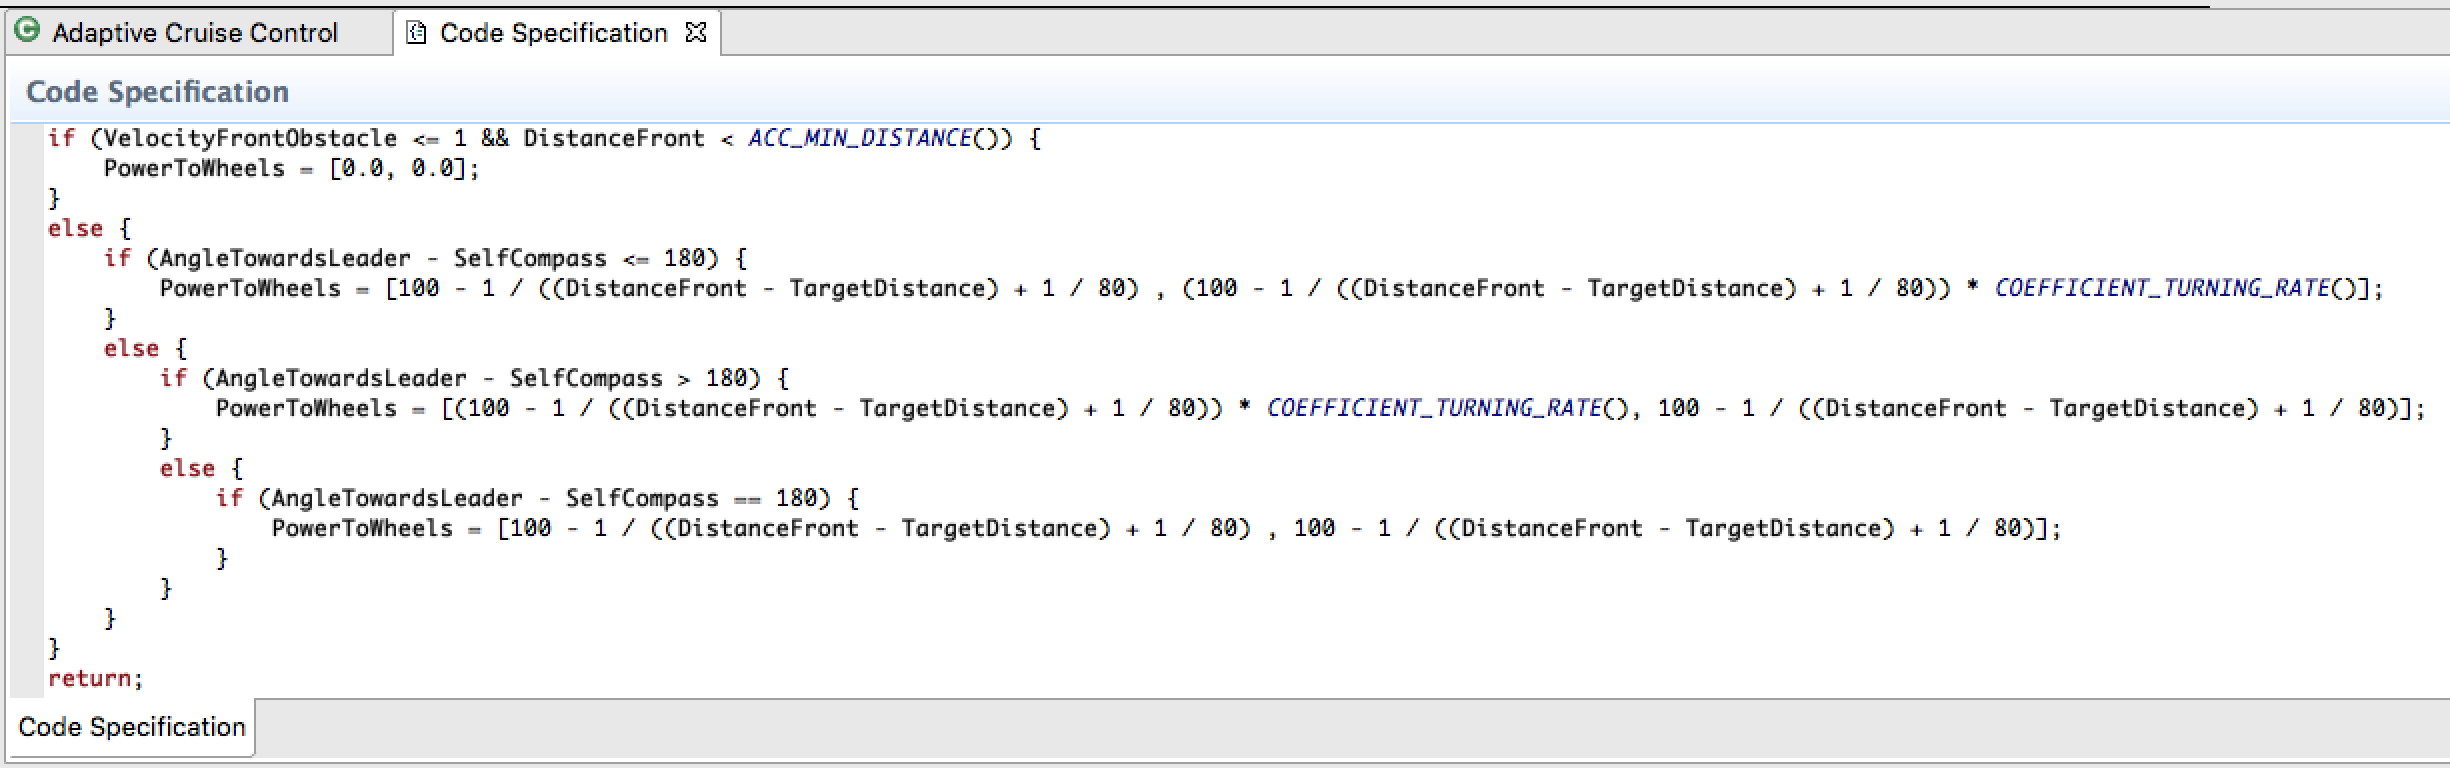 Adaptive Cruise Control Code Specification
Code Specification
if (VelocityFrontObstacle <= 1 && DistanceFront < ACC_MIN_DISTANCE()) {
    PowerToWheels = [0.0, 0.0];
}
else {
    if (AngleTowardsLeader - SelfCompass <= 180) {
        PowerToWheels = [100 - 1 / ((DistanceFront - TargetDistance) + 1 / 80) , (100 - 1 / ((DistanceFront - TargetDistance) + 1 / 80)) * COEFFICIENT_TURNING_RATE()];
    }
    else {
        if (AngleTowardsLeader - SelfCompass > 180) {
            PowerToWheels = [(100 - 1 / ((DistanceFront - TargetDistance) + 1 / 80)) * COEFFICIENT_TURNING_RATE(), 100 - 1 / ((DistanceFront - TargetDistance) + 1 / 80)];
        }
        else {
            if (AngleTowardsLeader - SelfCompass == 180) {
                PowerToWheels = [100 - 1 / ((DistanceFront - TargetDistance) + 1 / 80) , 100 - 1 / ((DistanceFront - TargetDistance) + 1 / 80)];
            }
        }
    }
}
return;
Code Specification